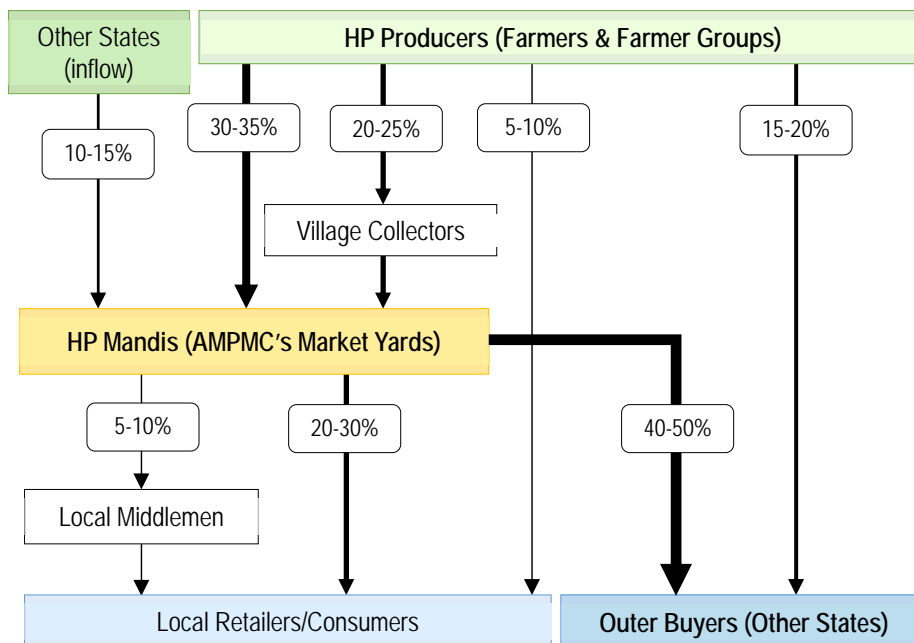 Other States
(inflow)
HP Producers (Farmers & Farmer Groups)
10-15%
30-35%
20-25%
5-10%
15-20%
Village Collectors
HP Mandis (AMPMC's Market Yards)
5-10%
20-30%
40-50%
Local Middlemen
Local Retailers/Consumers
Outer Buyers (Other States)